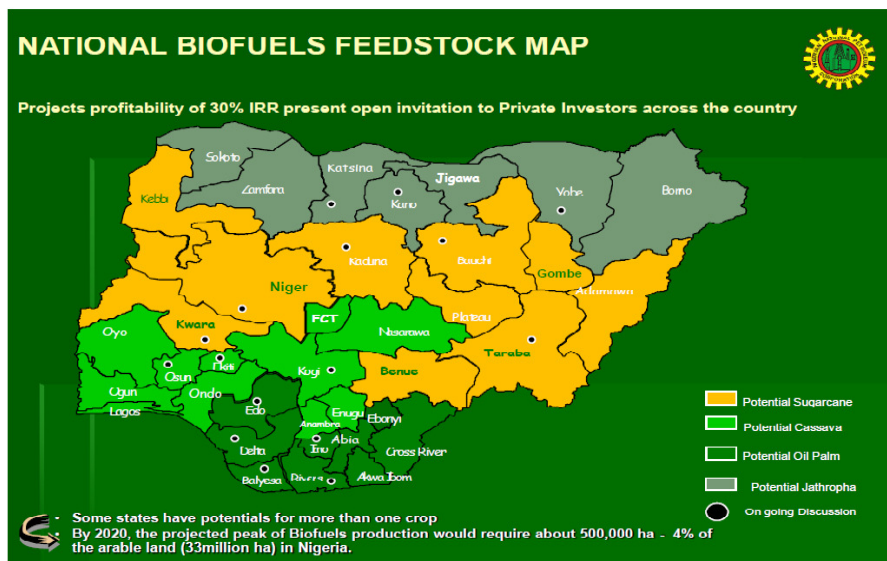 NATIONAL BIOFUELS FEEDSTOCK MAP
Projects profitability of 30% IRR present open invitation to Private Investors across the country
Sokoto
Katsina
Jigawa
Zamfara
Kano
Yobe
Borno
Kebbi
Kaduna
Bauchi
Gombe
Adamawa
Niger
Plateau
Kwara
FCT
Nasarawa
Taraba
Oyo
Osun
Ekiti
Kogi
Benue
Ogun
Ondo
Lagos
Edo
Enugu
Ebonyi
Anambra
Imo
Abia
Delta
Cross River
Balyesa
Rivers
Akwa Ibom
Potential Sugarcane
Potential Cassava
Potential Oil Palm
Potential Jathropha
On going Discussion
- Some states have potentials for more than one crop
- By 2020, the projected peak of Biofuels production would require about 500,000 ha - 4% of
the arable land (33million ha) in Nigeria.